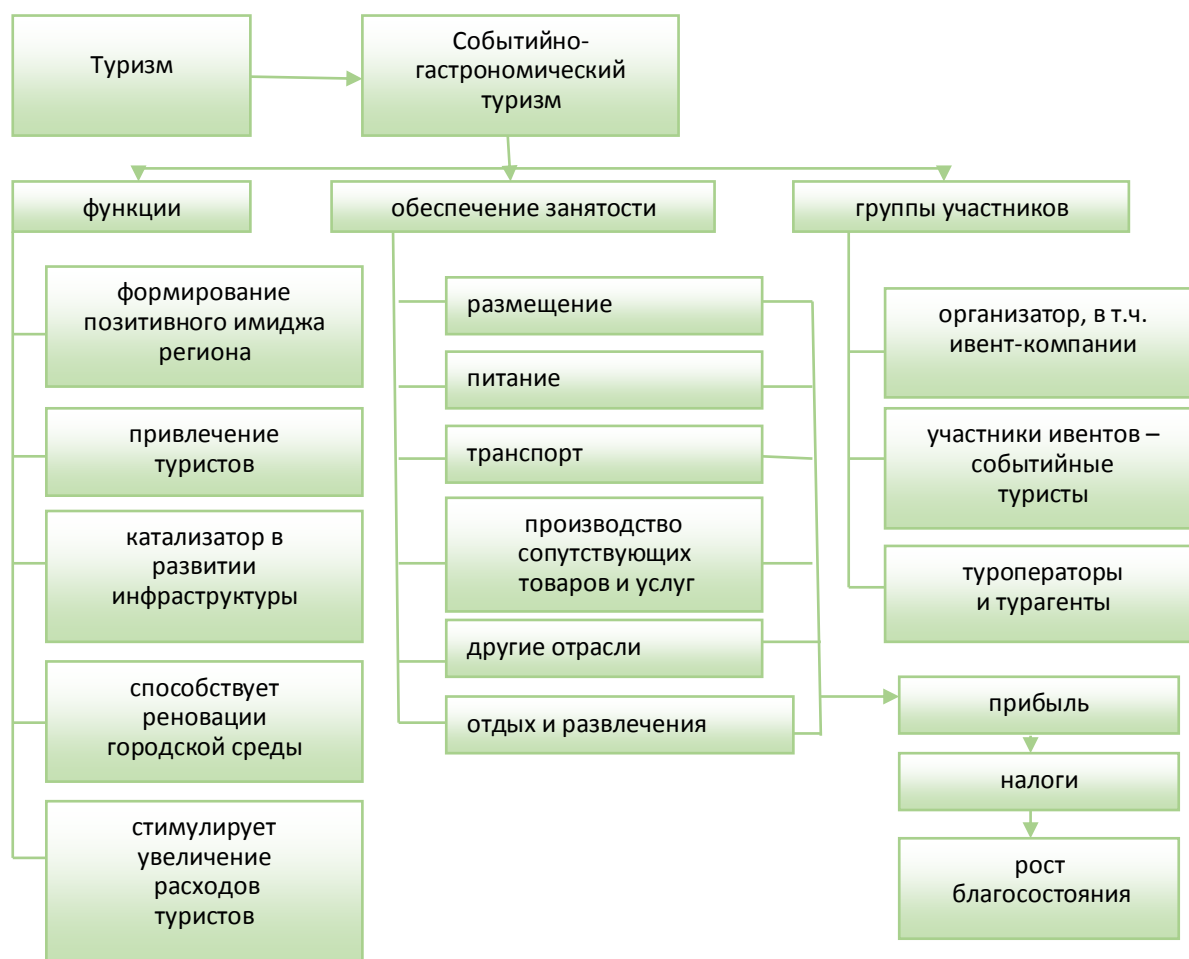 Туризм
Событийно-
гастрономический
туризм
функции
обеспечение занятости
группы участников
формирование
позитивного имиджа
региона
привлечение
туристов
катализатор в
развитии
инфраструктуры
способствует
реновации
городской среды
стимулирует
увеличение
расходов
туристов
размещение
питание
транспорт
производство
сопутствующих
товаров и услуг
другие отрасли
отдых и развлечения
организатор, в т.ч.
ивент-компании
участники ивентов –
событийные
туристы
туроператоры
и турагенты
прибыль
налоги
рост
благосостояния